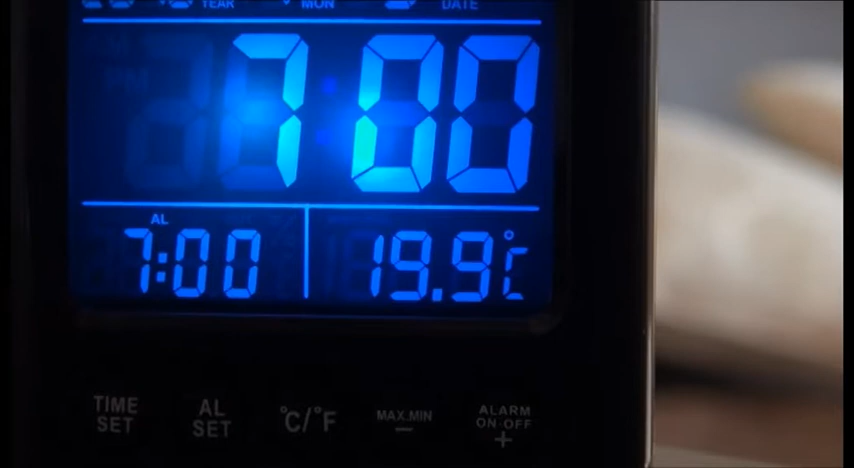 YEAR MON DATE
7:00
AL
7:00 19.9°C
TIME SET
AL SET
°C/°F
MAX.MIN
−
ALARM ON·OFF
+